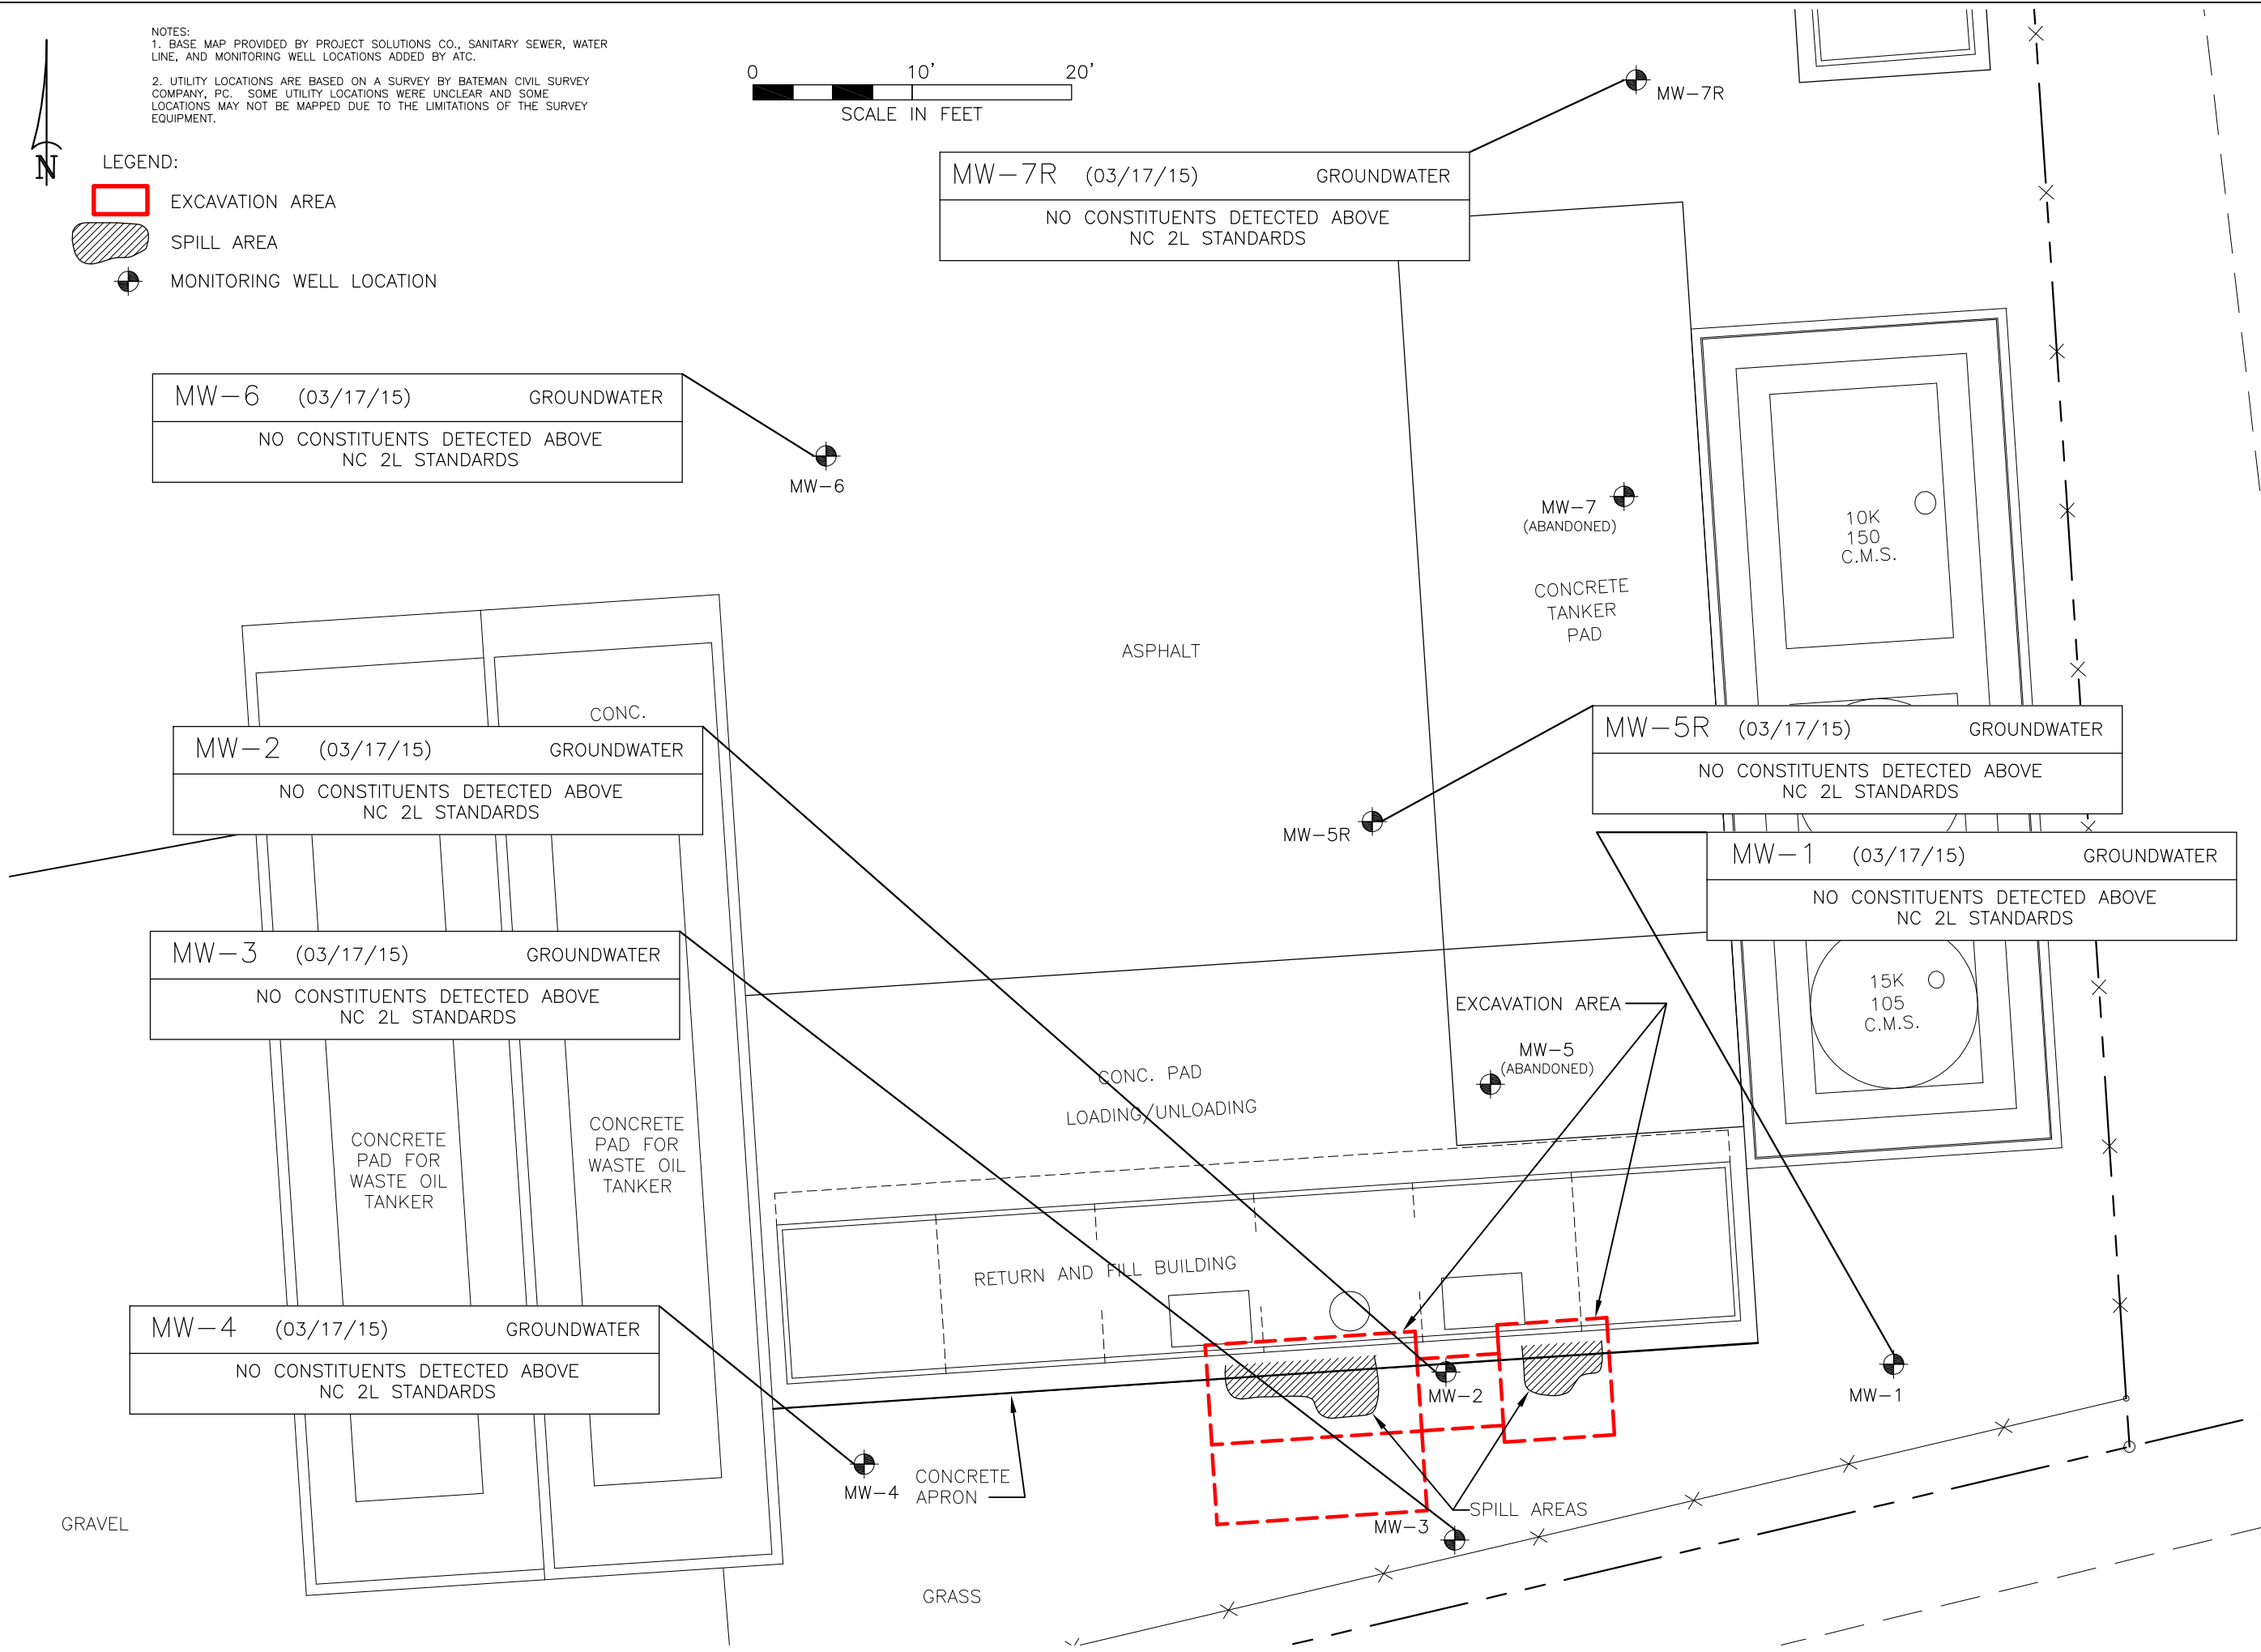 NOTES:
1. BASE MAP PROVIDED BY PROJECT SOLUTIONS CO., SANITARY SEWER, WATER
LINE, AND MONITORING WELL LOCATIONS ADDED BY ATC.
2. UTILITY LOCATIONS ARE BASED ON A SURVEY BY BATEMAN CIVIL SURVEY
COMPANY, PC. SOME UTILITY LOCATIONS WERE UNCLEAR AND SOME
LOCATIONS MAY NOT BE MAPPED DUE TO THE LIMITATIONS OF THE SURVEY
EQUIPMENT.
N
LEGEND:
EXCAVATION AREA
SPILL AREA
MONITORING WELL LOCATION
0 10' 20'
SCALE IN FEET
MW-7R
MW-7R (03/17/15) GROUNDWATER
NO CONSTITUENTS DETECTED ABOVE
NC 2L STANDARDS
MW-6 (03/17/15) GROUNDWATER
NO CONSTITUENTS DETECTED ABOVE
NC 2L STANDARDS
MW-6
MW-7
(ABANDONED)
10K
150
C.M.S.
CONCRETE
TANKER
PAD
ASPHALT
CONC.
MW-2 (03/17/15) GROUNDWATER
NO CONSTITUENTS DETECTED ABOVE
NC 2L STANDARDS
MW-5R (03/17/15) GROUNDWATER
NO CONSTITUENTS DETECTED ABOVE
NC 2L STANDARDS
MW-5R
MW-1 (03/17/15) GROUNDWATER
NO CONSTITUENTS DETECTED ABOVE
NC 2L STANDARDS
MW-3 (03/17/15) GROUNDWATER
NO CONSTITUENTS DETECTED ABOVE
NC 2L STANDARDS
15K
105
C.M.S.
EXCAVATION AREA
MW-5
(ABANDONED)
CONC. PAD
LOADING/UNLOADING
CONCRETE
PAD FOR
WASTE OIL
TANKER
CONCRETE
PAD FOR
WASTE OIL
TANKER
RETURN AND FILL BUILDING
MW-4 (03/17/15) GROUNDWATER
NO CONSTITUENTS DETECTED ABOVE
NC 2L STANDARDS
MW-2
MW-1
MW-4
CONCRETE
APRON
SPILL AREAS
MW-3
GRAVEL
GRASS